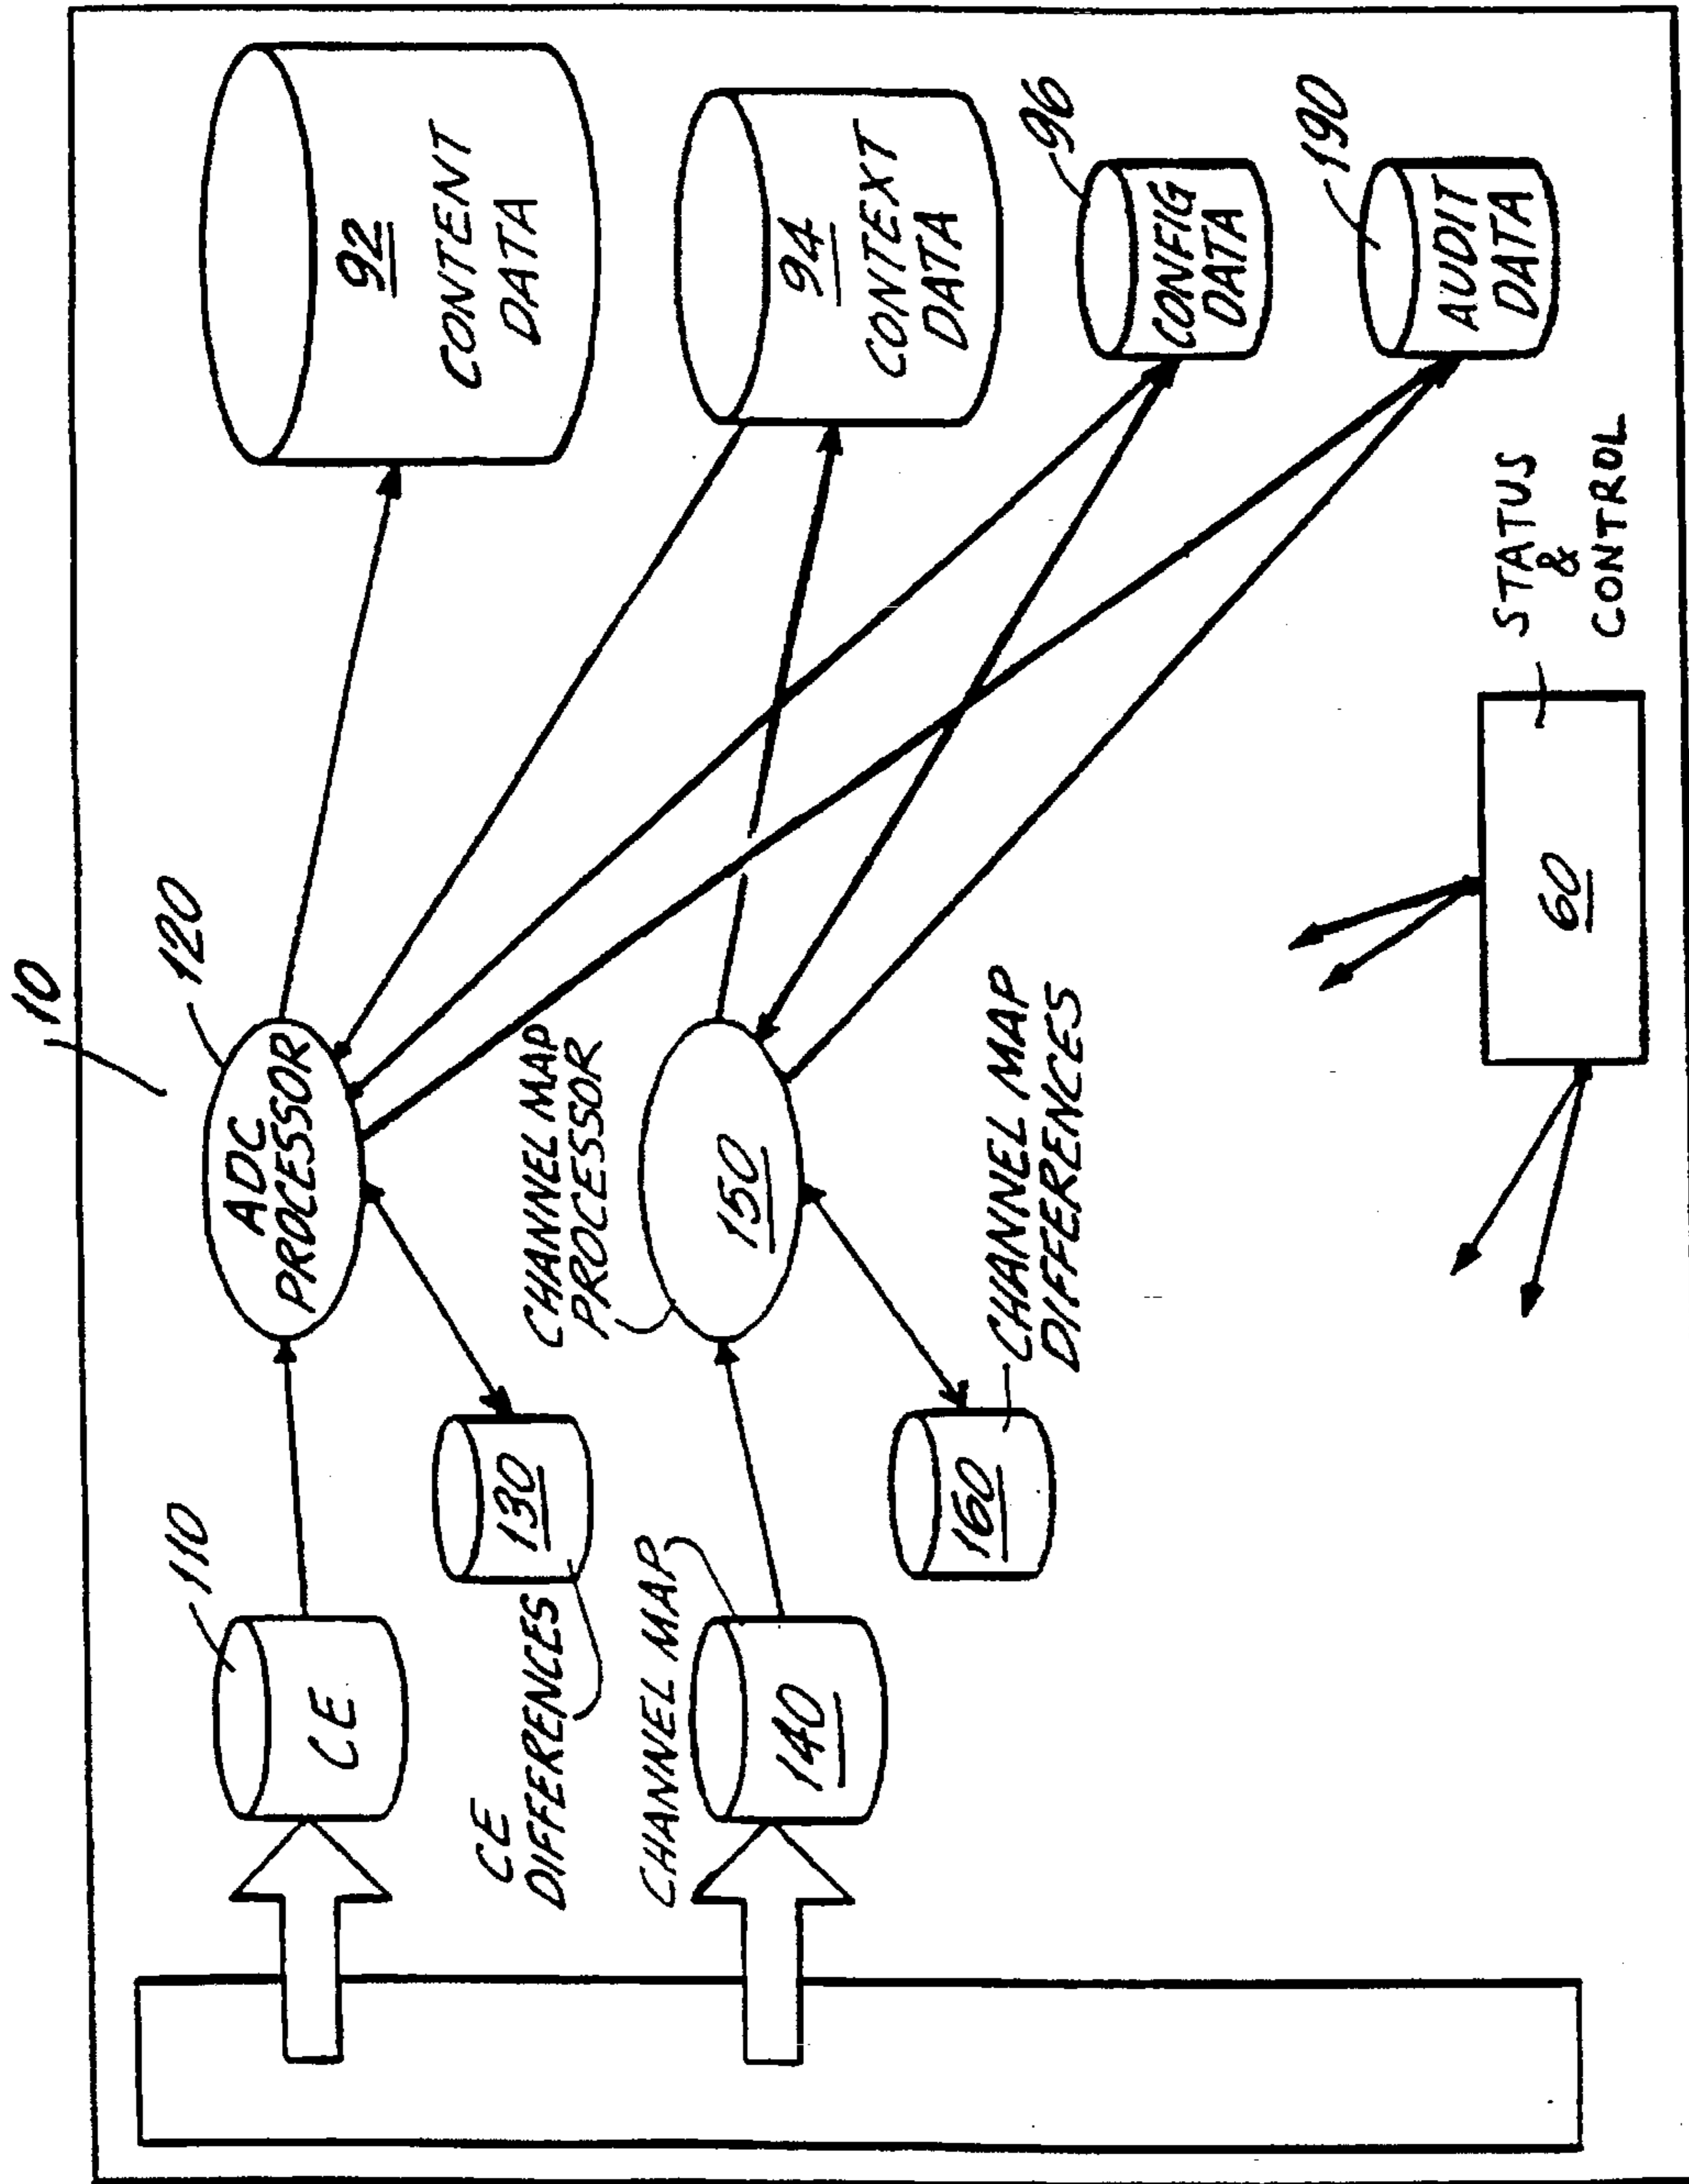 10
110
CE
120
ADC
PROCESSOR
92
CONTENT
DATA
CE
DIFFERENCES
130
CHANNEL MAP
PROCESSOR
CHANNEL MAP
140
150
94
CONTEXT
DATA
160
CHANNEL MAP
DIFFERENCES
96
CONFIG
DATA
190
AUDIT
DATA
60
STATUS
&
CONTROL